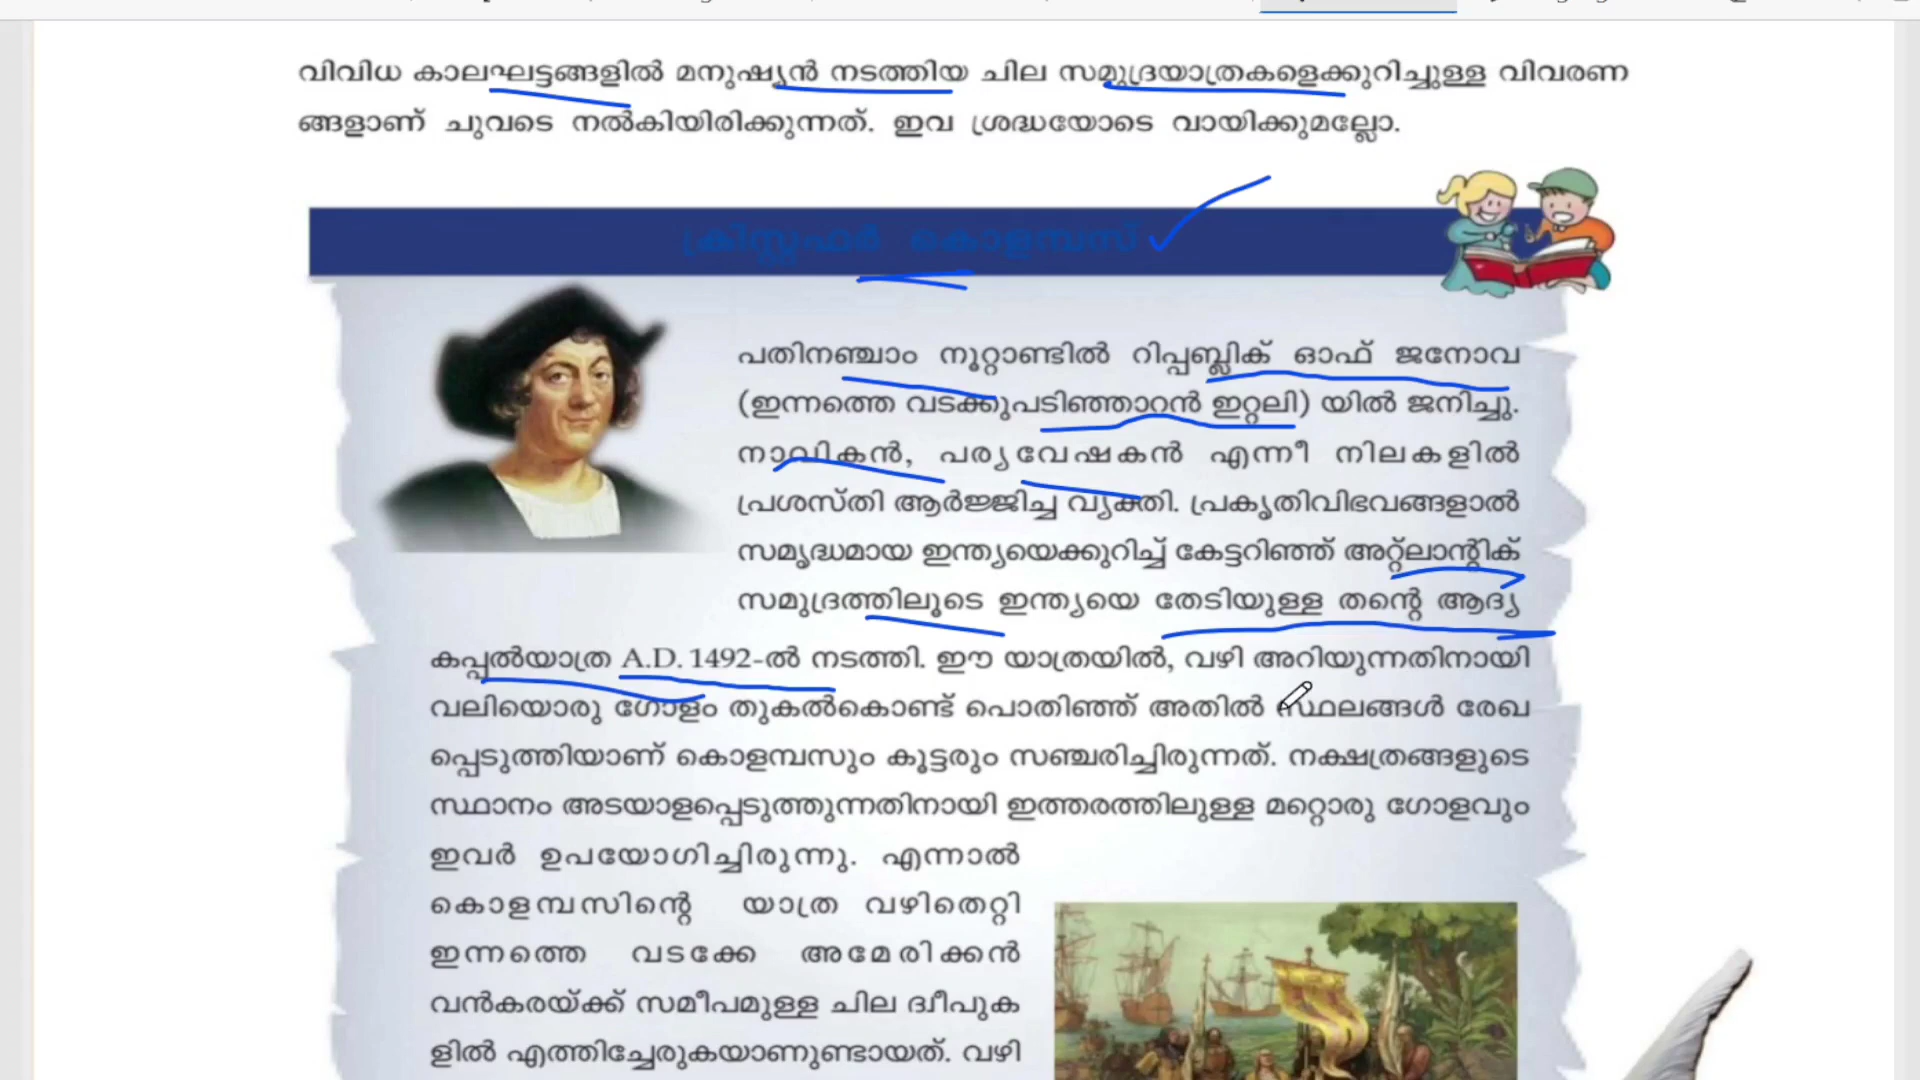 വിവിധ കാലഘട്ടങ്ങളിൽ മനുഷ്യൻ നടത്തിയ ചില സമുദ്രയാത്രകളെക്കുറിച്ചുള്ള വിവരണ
ങ്ങളാണ് ചുവടെ നൽകിയിരിക്കുന്നത്. ഇവ ശ്രദ്ധയോടെ വായിക്കുമല്ലോ.
ക്രിസ്റ്റഫർ കൊളമ്പസ്
പതിനഞ്ചാം നൂറ്റാണ്ടിൽ റിപ്പബ്ലിക് ഓഫ് ജനോവ
(ഇന്നത്തെ വടക്കുപടിഞ്ഞാറൻ ഇറ്റലി) യിൽ ജനിച്ചു.
നാവികൻ, പര്യവേഷകൻ എന്നീ നിലകളിൽ
പ്രശസ്തി ആർജ്ജിച്ച വ്യക്തി. പ്രകൃതിവിഭവങ്ങളാൽ
സമൃദ്ധമായ ഇന്ത്യയെക്കുറിച്ച് കേട്ടറിഞ്ഞ് അറ്റ്‌ലാന്റിക്
സമുദ്രത്തിലൂടെ ഇന്ത്യയെ തേടിയുള്ള തന്റെ ആദ്യ
കപ്പൽയാത്ര A.D. 1492-ൽ നടത്തി. ഈ യാത്രയിൽ, വഴി അറിയുന്നതിനായി
വലിയൊരു ഗോളം തുകൽകൊണ്ട് പൊതിഞ്ഞ് അതിൽ സ്ഥലങ്ങൾ രേഖ
പ്പെടുത്തിയാണ് കൊളമ്പസും കൂട്ടരും സഞ്ചരിച്ചിരുന്നത്. നക്ഷത്രങ്ങളുടെ
സ്ഥാനം അടയാളപ്പെടുത്തുന്നതിനായി ഇത്തരത്തിലുള്ള മറ്റൊരു ഗോളവും
ഇവർ ഉപയോഗിച്ചിരുന്നു. എന്നാൽ
കൊളമ്പസിന്റെ യാത്ര വഴിതെറ്റി
ഇന്നത്തെ വടക്കേ അമേരിക്കൻ
വൻകരയ്ക്ക് സമീപമുള്ള ചില ദ്വീപുക
ളിൽ എത്തിച്ചേരുകയാണുണ്ടായത്. വഴി